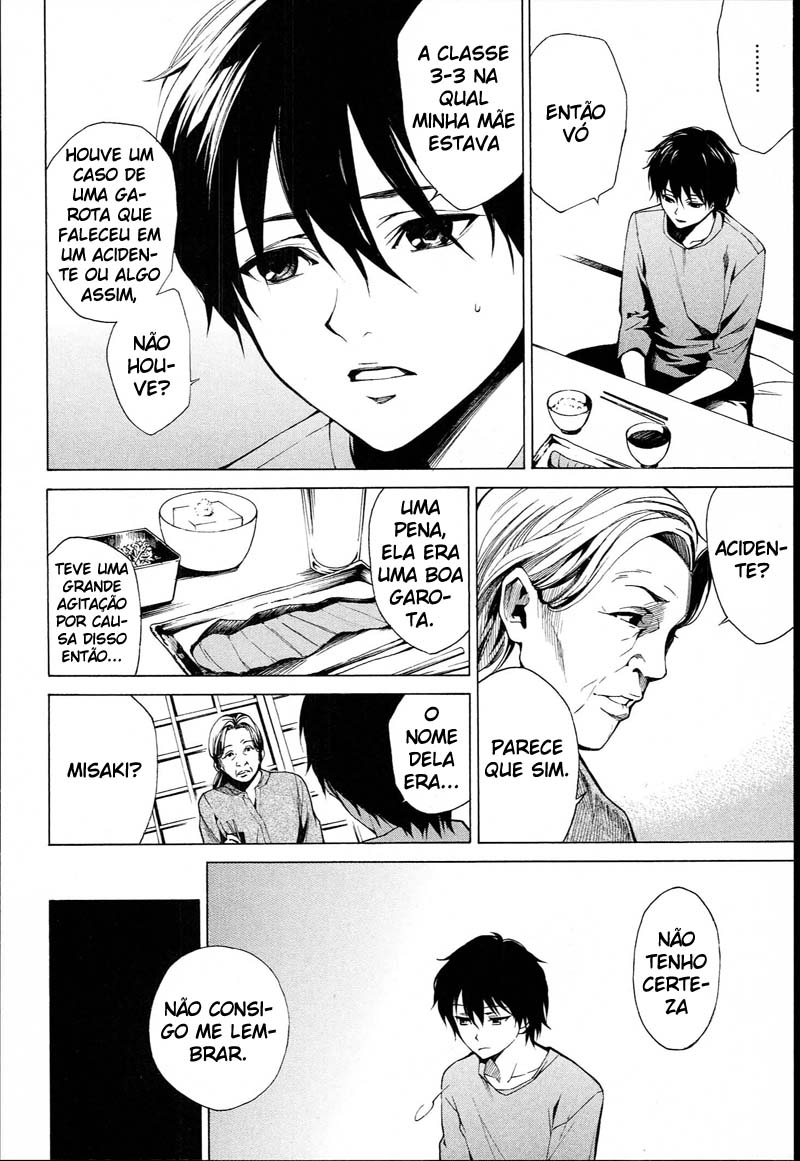 ..........
ENTÃO
VÓ
A CLASSE
3-3 NA
QUAL
MINHA MÃE
ESTAVA
HOUVE UM
CASO DE
UMA GA-
ROTA QUE
FALECEU EM
UM ACIDEN-
TE OU ALGO
ASSIM,
NÃO
HOU-
VE?
ACIDEN-
TE?
PARECE
QUE SIM.
UMA
PENA,
ELA ERA
UMA BOA
GARO-
TA.
TEVE UMA
GRANDE
AGITAÇÃO
POR CAU-
SA DISSO
ENTÃO...
O
NOME
DELA
ERA...
MISAKI?
NÃO
TENHO
CERTE-
ZA
NÃO CONSI-
GO ME LEM-
BRAR.